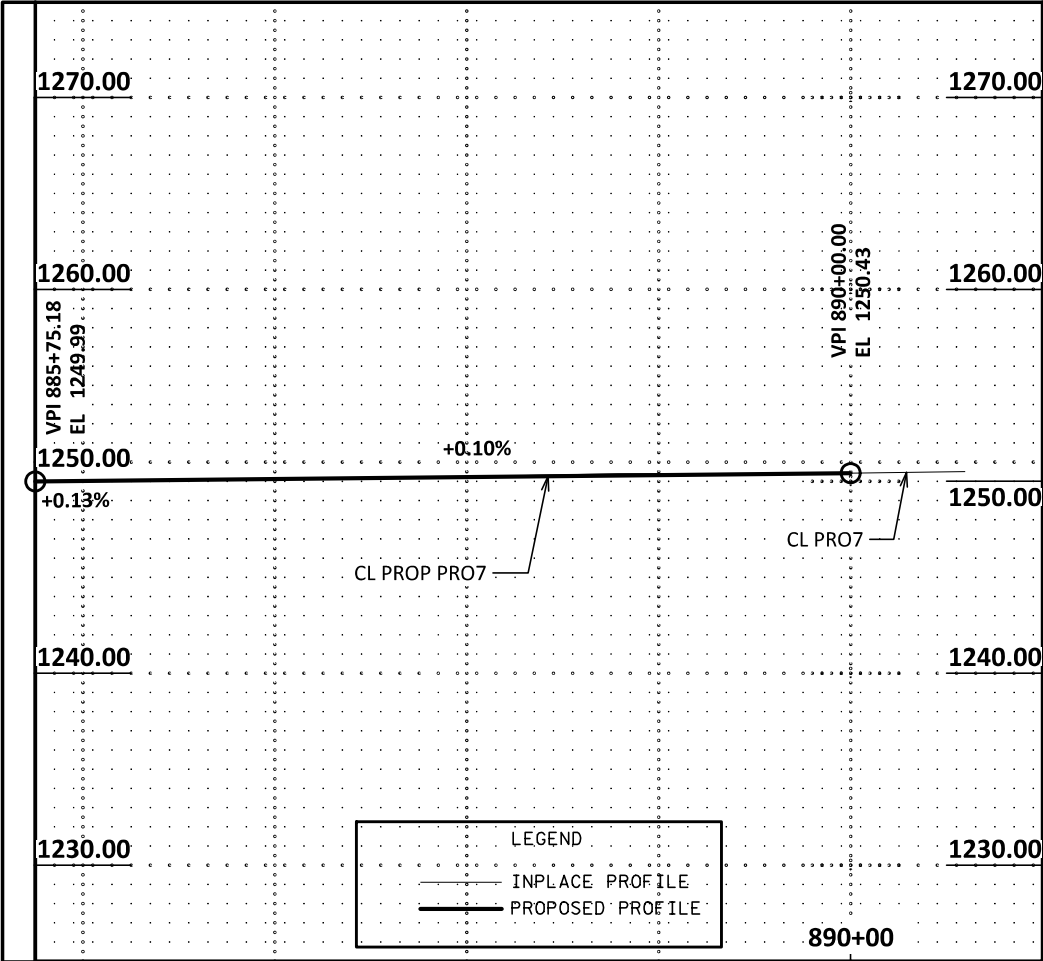 1270.00
1270.00
1260.00
1260.00
VPI 885+75.18
EL 1249.99
VPI 890+00.00
EL 1250.43
1250.00
+0.10%
+0.13%
1250.00
CL PRO7
CL PROP PRO7
1240.00
1240.00
1230.00
1230.00
LEGEND
INPLACE PROFILE
PROPOSED PROFILE
890+00